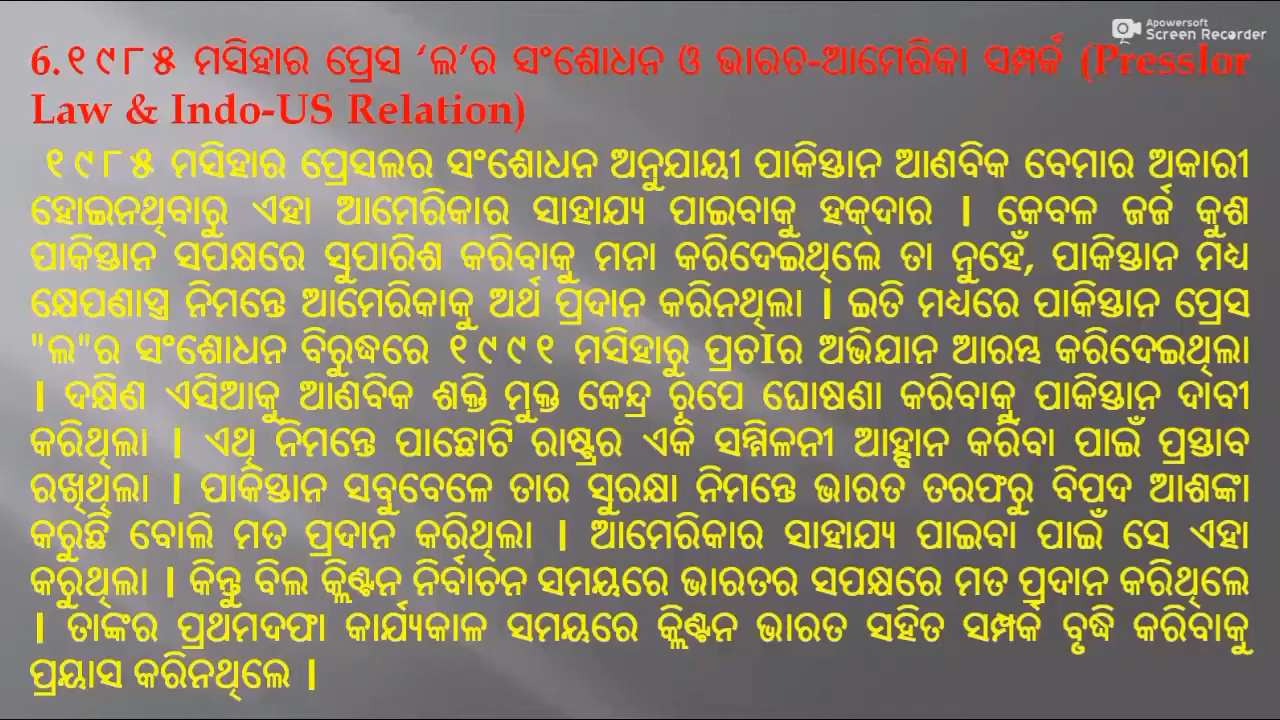 Apowersoft
Screen Recorder
6.୧୯୮୫ ମସିହାର ପ୍ରେସ ‘ଲ’ର ସଂଶୋଧନ ଓ ଭାରତ-ଆମେରିକା ସମ୍ପର୍କ (Presslor
Law & Indo-US Relation)
୧୯୮୫ ମସିହାର ପ୍ରେସଲର ସଂଶୋଧନ ଅନୁଯାୟୀ ପାକିସ୍ତାନ ଆଣବିକ ବୋମାର ଅକାରୀ
ହୋଇନଥିବାରୁ ଏହା ଆମେରିକାର ସାହାଯ୍ୟ ପାଇବାକୁ ହକ୍‌ଦାର | କେବଳ ଜର୍ଜ କୁଶ
ପାକିସ୍ତାନ ସପକ୍ଷରେ ସୁପାରିଶ କରିବାକୁ ମନା କରିଦେଇଥିଲେ ତା ନୁହେଁ, ପାକିସ୍ତାନ ମଧ୍ୟ
କ୍ଷେପଣାସ୍ତ୍ର ନିମନ୍ତେ ଆମେରିକାକୁ ଅର୍ଥ ପ୍ରଦାନ କରିନଥିଲା | ଇତି ମଧ୍ୟରେ ପାକିସ୍ତାନ ପ୍ରେସ
"ଲ"ର ସଂଶୋଧନ ବିରୁଦ୍ଧରେ ୧୯୯୧ ମସିହାରୁ ପ୍ରଚାର ଅଭିଯାନ ଆରମ୍ଭ କରିଦେଇଥିଲା
| ଦକ୍ଷିଣ ଏସିଆକୁ ଆଣବିକ ଶକ୍ତି ମୁକ୍ତ କେନ୍ଦ୍ର ରୂପେ ଘୋଷଣା କରିବାକୁ ପାକିସ୍ତାନ ଦାବୀ
କରିଥିଲା | ଏଥି ନିମନ୍ତେ ପାଛୋଟି ରାଷ୍ଟ୍ରର ଏକ ସମ୍ମିଳନୀ ଆହ୍ବାନ କରିବା ପାଇଁ ପ୍ରସ୍ତାବ
ରଖିଥିଲା | ପାକିସ୍ତାନ ସବୁବେଳେ ତାର ସୁରକ୍ଷା ନିମନ୍ତେ ଭାରତ ତରଫରୁ ବିପଦ ଆଶଙ୍କା
କରୁଛି ବୋଲି ମତ ପ୍ରଦାନ କରିଥିଲା | ଆମେରିକାର ସାହାଯ୍ୟ ପାଇବା ପାଇଁ ସେ ଏହା
କରୁଥିଲା | କିନ୍ତୁ ବିଲ କ୍ଲିଣ୍ଟନ ନିର୍ବାଚନ ସମୟରେ ଭାରତର ସପକ୍ଷରେ ମତ ପ୍ରଦାନ କରିଥିଲେ
| ତାଙ୍କର ପ୍ରଥମଦଫା କାର୍ଯ୍ୟକାଳ ସମୟରେ କ୍ଲିଣ୍ଟନ ଭାରତ ସହିତ ସମ୍ପର୍କ ବୃଦ୍ଧି କରିବାକୁ
ପ୍ରୟାସ କରିନଥିଲେ |